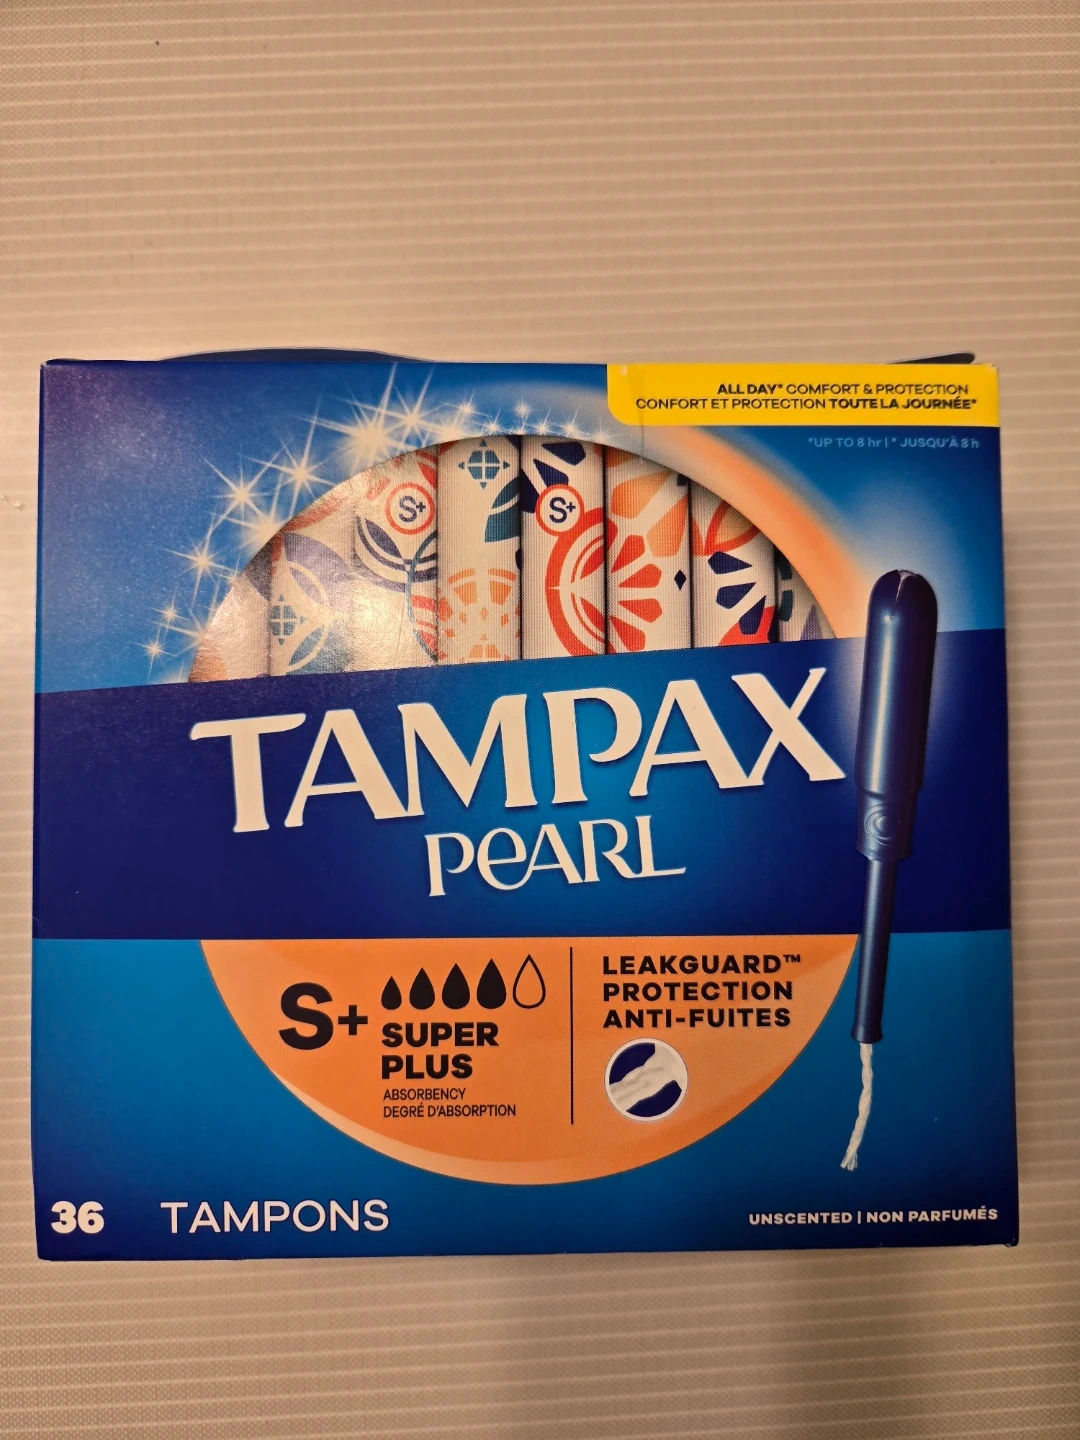 ALL DAY* COMFORT & PROTECTION
CONFORT ET PROTECTION TOUTE LA JOURNÉE*
*UP TO 8 hr | * JUSQU'À 8 h
S+
S+
TAMPAX
PEARL
S+
SUPER
PLUS
ABSORBENCY
DEGRÉ D'ABSORPTION
LEAKGUARD™
PROTECTION
ANTI-FUITES
36 TAMPONS
UNSCENTED | NON PARFUMÉS